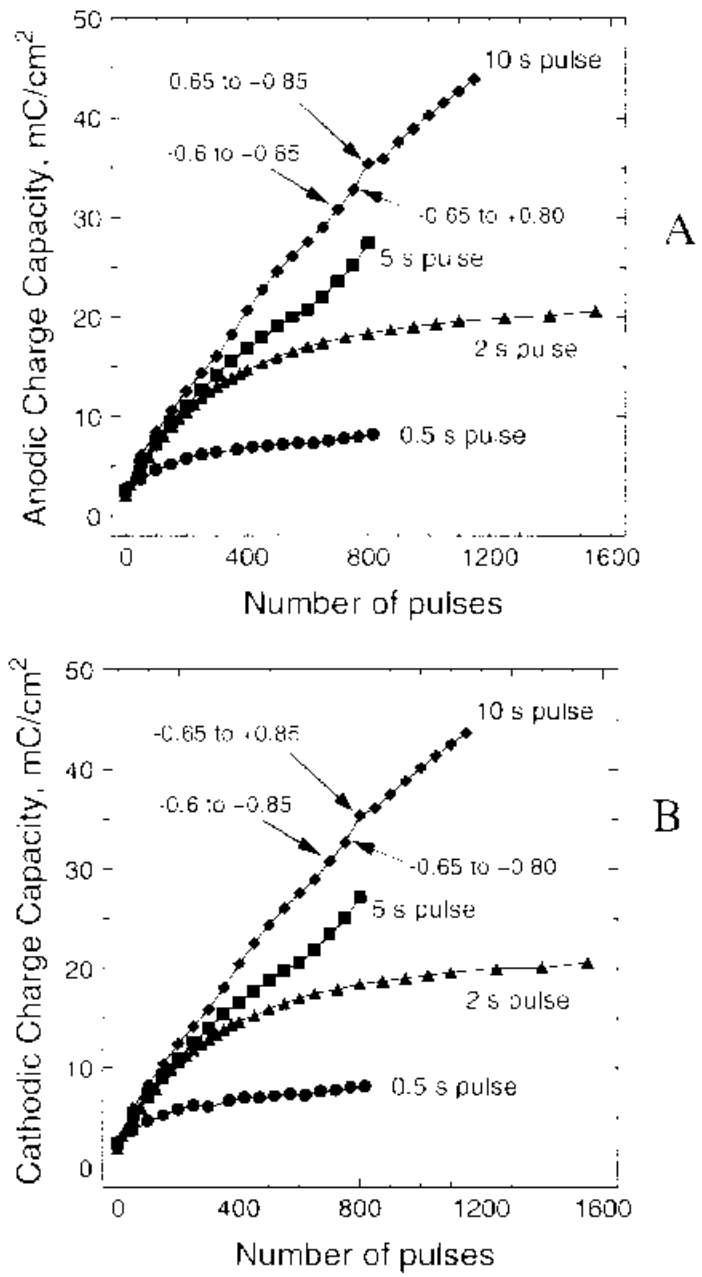 50
40
30
20
10
0
Anodic Charge Capacity, mC/cm²
10 s pulse
0.65 to −0.85
-0.6 to −0.85
-0.65 to +0.80
5 s pulse
2 s pulse
0.5 s pulse
A
0 400 800 1200 1600
Number of pulses
50
40
30
20
10
0
Cathodic Charge Capacity, mC/cm²
10 s pulse
-0.65 to +0.85
-0.6 to −0.85
-0.65 to −0.80
5 s pulse
2 s pulse
0.5 s pulse
B
0 400 800 1200 1600
Number of pulses